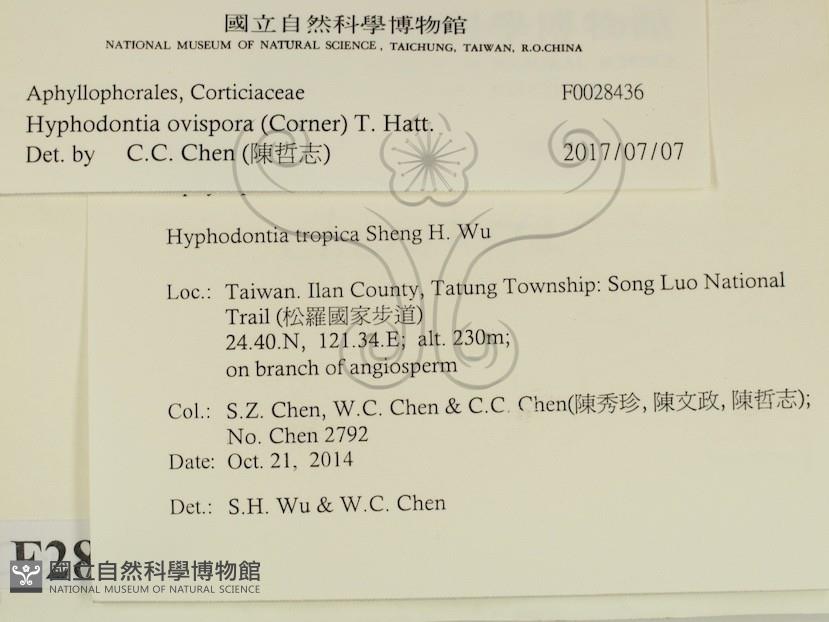 國立自然科學博物館
NATIONAL MUSEUM OF NATURAL SCIENCE, TAICHUNG, TAIWAN, R.O.CHINA
Aphyllophorales, Corticiaceae F0028436
Hyphodontia ovispora (Corner) T. Hatt.
Det. by C.C. Chen (陳哲志) 2017/07/07
Hyphodontia tropica Sheng H. Wu
Loc.: Taiwan. Ilan County, Tatung Township: Song Luo National
Trail (松羅國家步道)
24.40.N, 121.34.E; alt. 230m;
on branch of angiosperm
Col.: S.Z. Chen, W.C. Chen & C.C. Chen(陳秀珍, 陳文政, 陳哲志);
No. Chen 2792
Date: Oct. 21, 2014
Det.: S.H. Wu & W.C. Chen
F28
國立自然科學博物館
NATIONAL MUSEUM OF NATURAL SCIENCE